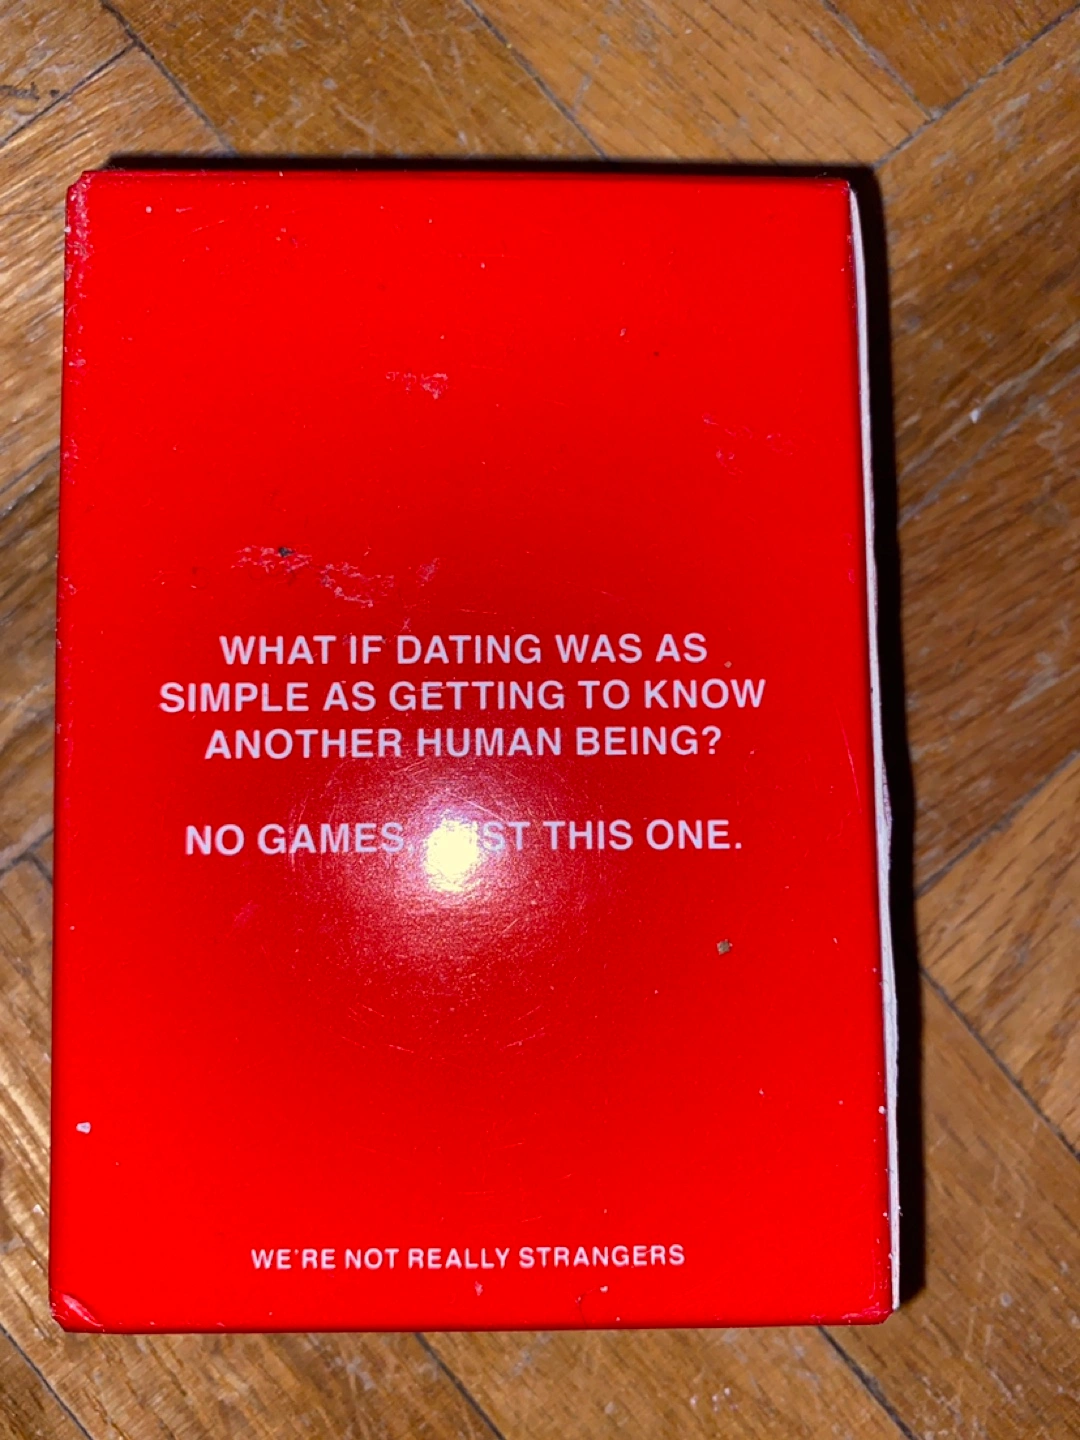 WHAT IF DATING WAS AS
SIMPLE AS GETTING TO KNOW
ANOTHER HUMAN BEING?
NO GAMES. JUST THIS ONE.
WE'RE NOT REALLY STRANGERS